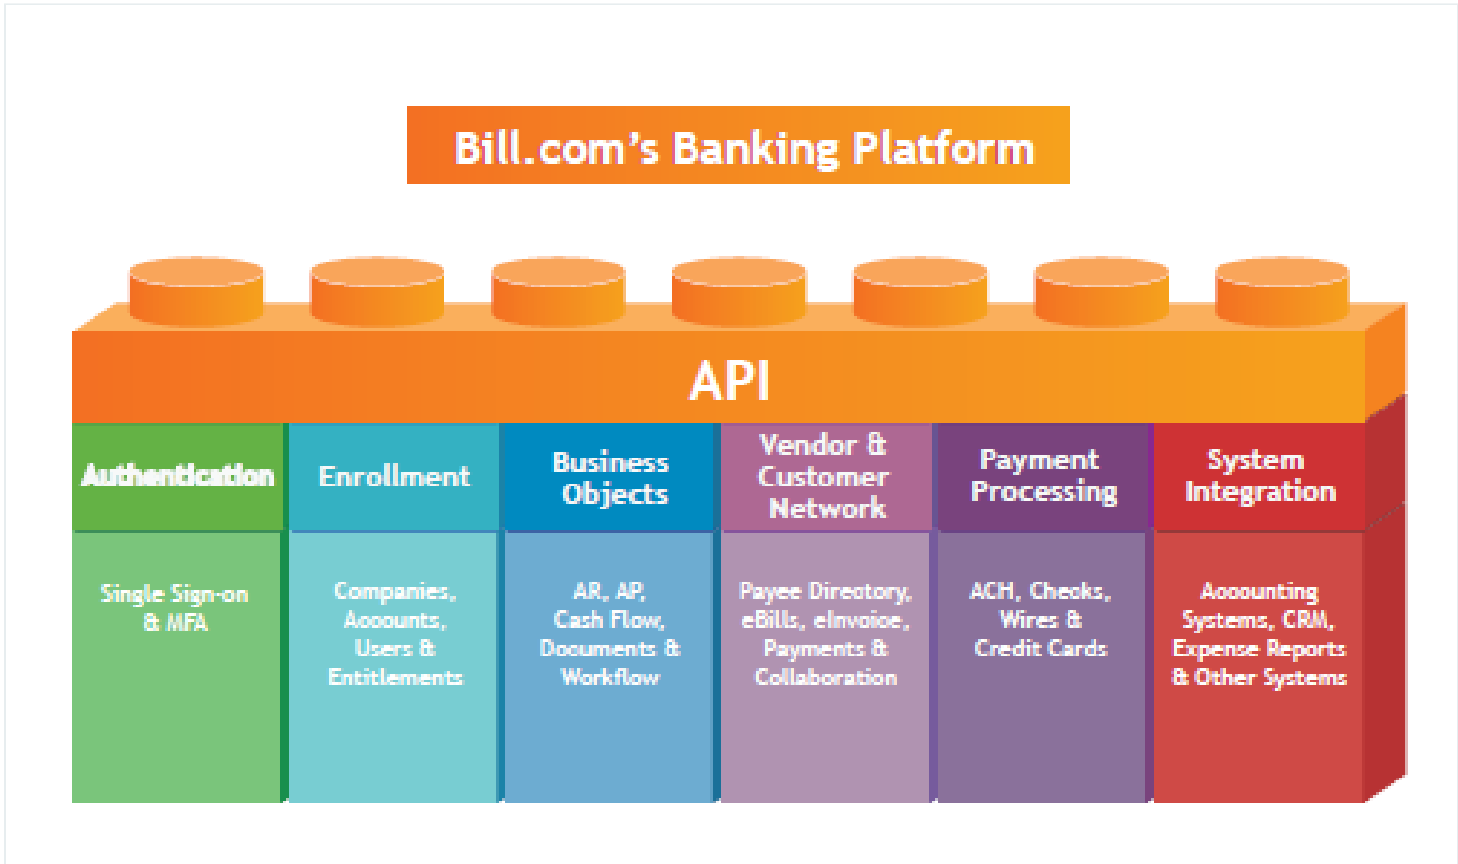 Bill.com's Banking Platform
API
Authentication
Enrollment
Business
Objects
Vendor &
Customer
Network
Payment
Processing
System
Integration
Single Sign-on
& MFA
Companies,
Accounts,
Users &
Entitlements
AR, AP,
Cash Flow,
Documents &
Workflow
Payee Directory,
eBills, eInvoice,
Payments &
Collaboration
ACH, Checks,
Wires &
Credit Cards
Accounting
Systems, CRM,
Expense Reports
& Other Systems